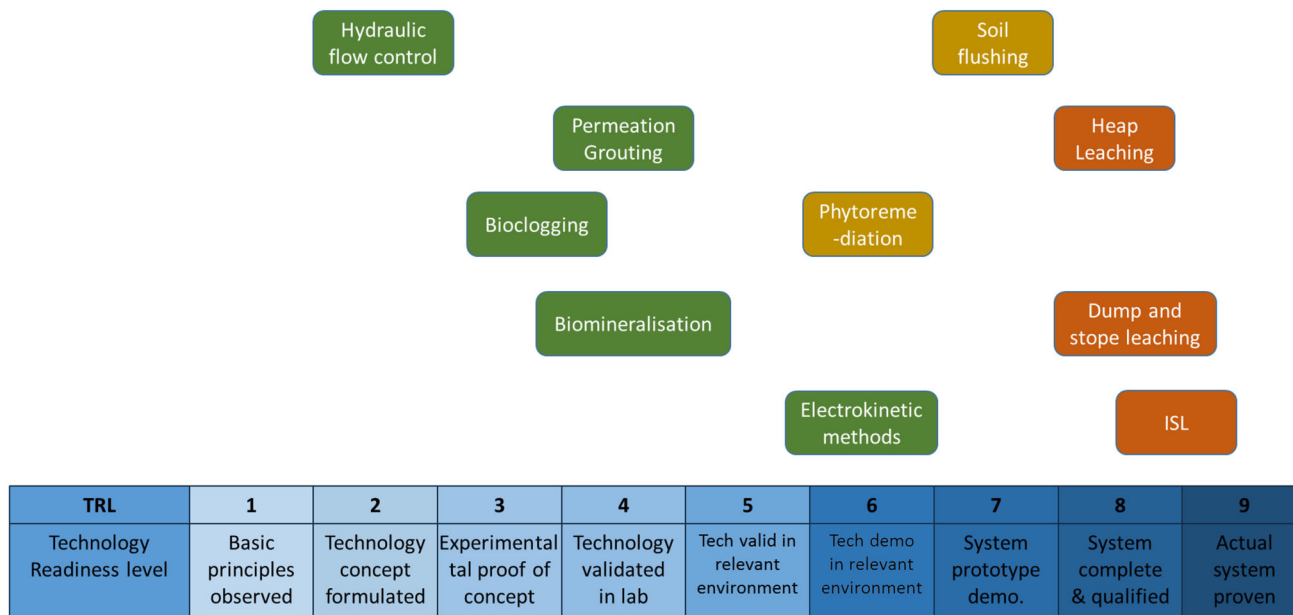 Hydraulic
flow control
Soil
flushing
Permeation
Grouting
Heap
Leaching
Bioclogging
Phytoreme
-diation
Biomineralisation
Dump and
stope leaching
Electrokinetic
methods
ISL
TRL 1 2 3 4 5 6 7 8 9
Technology
Readiness level
Basic
principles
observed
Technology
concept
formulated
Experimental
tal proof of
concept
Technology
validated
in lab
Tech valid in
relevant
environment
Tech demo
in relevant
environment
System
prototype
demo.
System
complete
& qualified
Actual
system
proven